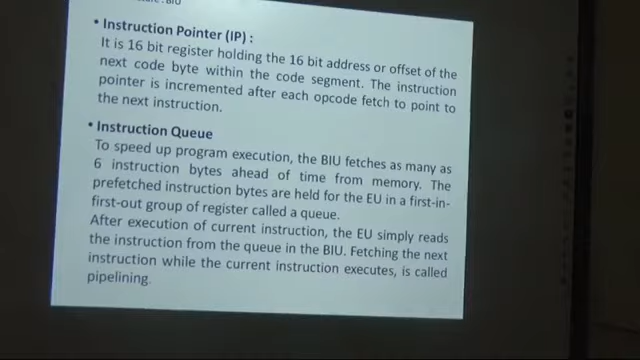 : BIU
• Instruction Pointer (IP) :
It is 16 bit register holding the 16 bit address or offset of the
next code byte within the code segment. The instruction
pointer is incremented after each opcode fetch to point to
the next instruction.
• Instruction Queue
To speed up program execution, the BIU fetches as many as
6 instruction bytes ahead of time from memory. The
prefetched instruction bytes are held for the EU in a first-in-
first-out group of register called a queue.
After execution of current instruction, the EU simply reads
the instruction from the queue in the BIU. Fetching the next
instruction while the current instruction executes, is called
pipelining.